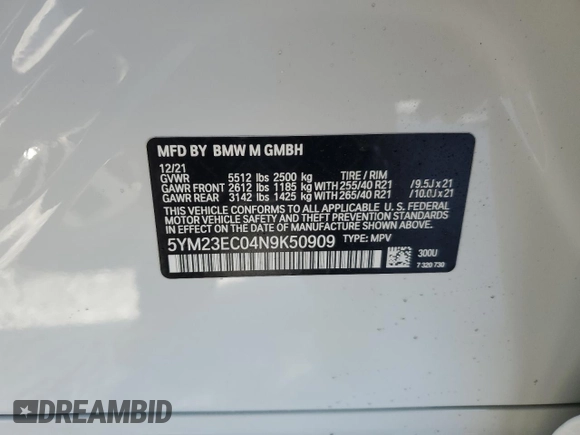 MFD BY BMW M GMBH
12/21
GVWR 5512 lbs 2500 kg TIRE / RIM
GAWR FRONT 2612 lbs 1185 kg WITH 255/40 R21 /9.5J x 21
GAWR REAR 3142 lbs 1425 kg WITH 265/40 R21 /10.0J x 21
THIS VEHICLE CONFORMS TO ALL APPLICABLE U. S. FEDERAL
MOTOR VEHICLE SAFETY AND THEFT PREVENTION STANDARDS
IN EFFECT ON THE DATE OF MANUFACTURE SHOWN ABOVE.
5YM23EC04N9K50909 TYPE: MPV
300U
7 320 730
DREAMBID